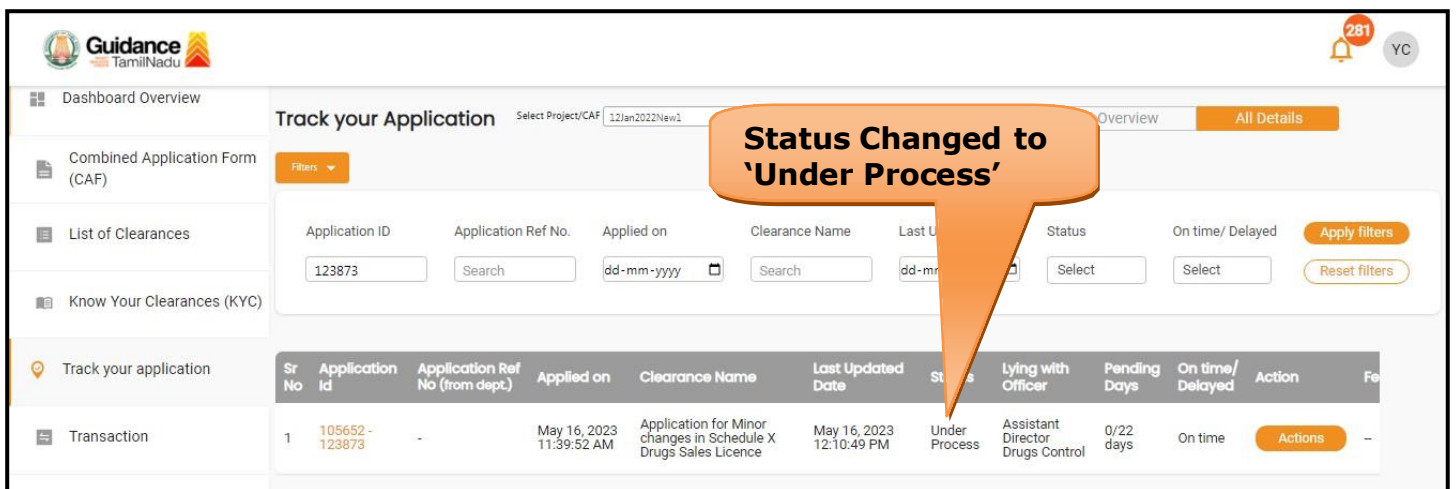 Guidance
TamilNadu
281
YC
Dashboard Overview
Combined Application Form
(CAF)
List of Clearances
Know Your Clearances (KYC)
Track your application
Transaction
Track your Application
Select Project/CAF
12Jan2022New1
Overview
All Details
Status Changed to
‘Under Process’
Filters
Application ID
Application Ref No.
Applied on
Clearance Name
Last U
Status
On time/ Delayed
Apply filters
123873
Search
dd-mm-yyyy
Search
dd-m
Select
Select
Reset filters
Sr No
Application Id
Application Ref No (from dept.)
Applied on
Clearance Name
Last Updated Date
St s
Lying with Officer
Pending Days
On time/ Delayed
Action
Fe
1
105652 -
123873
-
May 16, 2023
11:39:52 AM
Application for Minor
changes in Schedule X
Drugs Sales Licence
May 16, 2023
12:10:49 PM
Under
Process
Assistant
Director
Drugs Control
0/22
days
On time
Actions
--